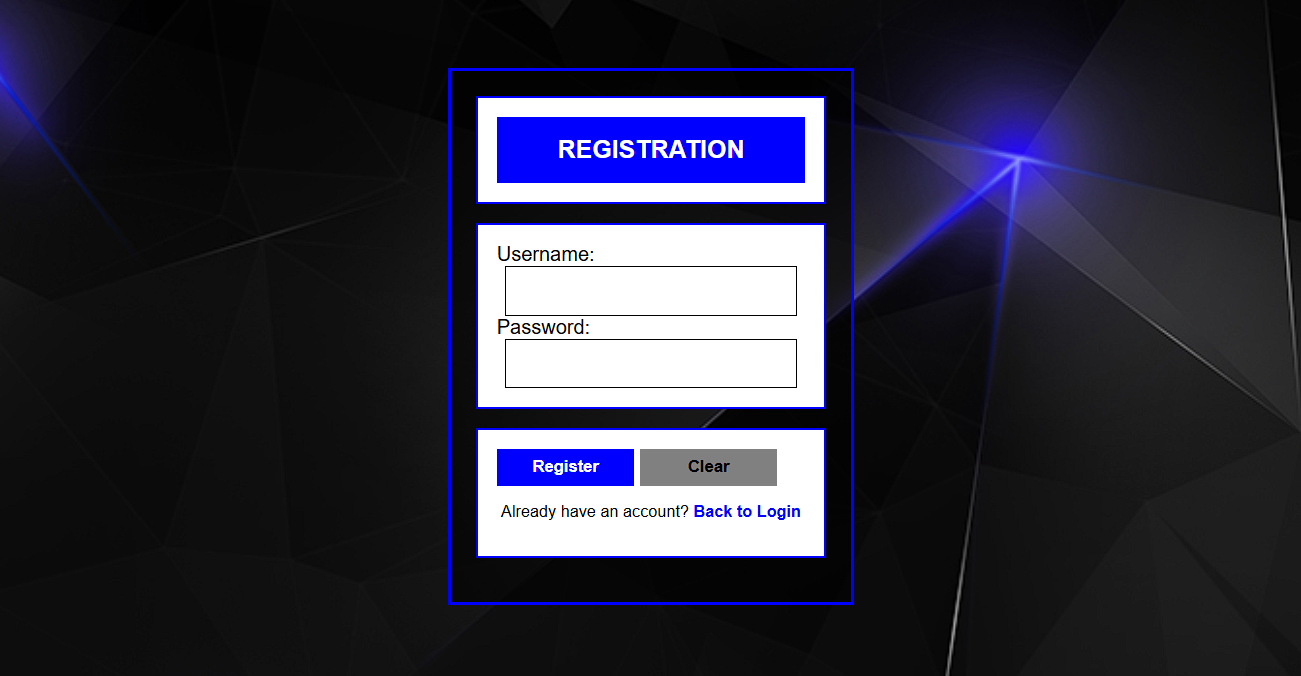 REGISTRATION
Username:
Password:
Register Clear
Already have an account? Back to Login